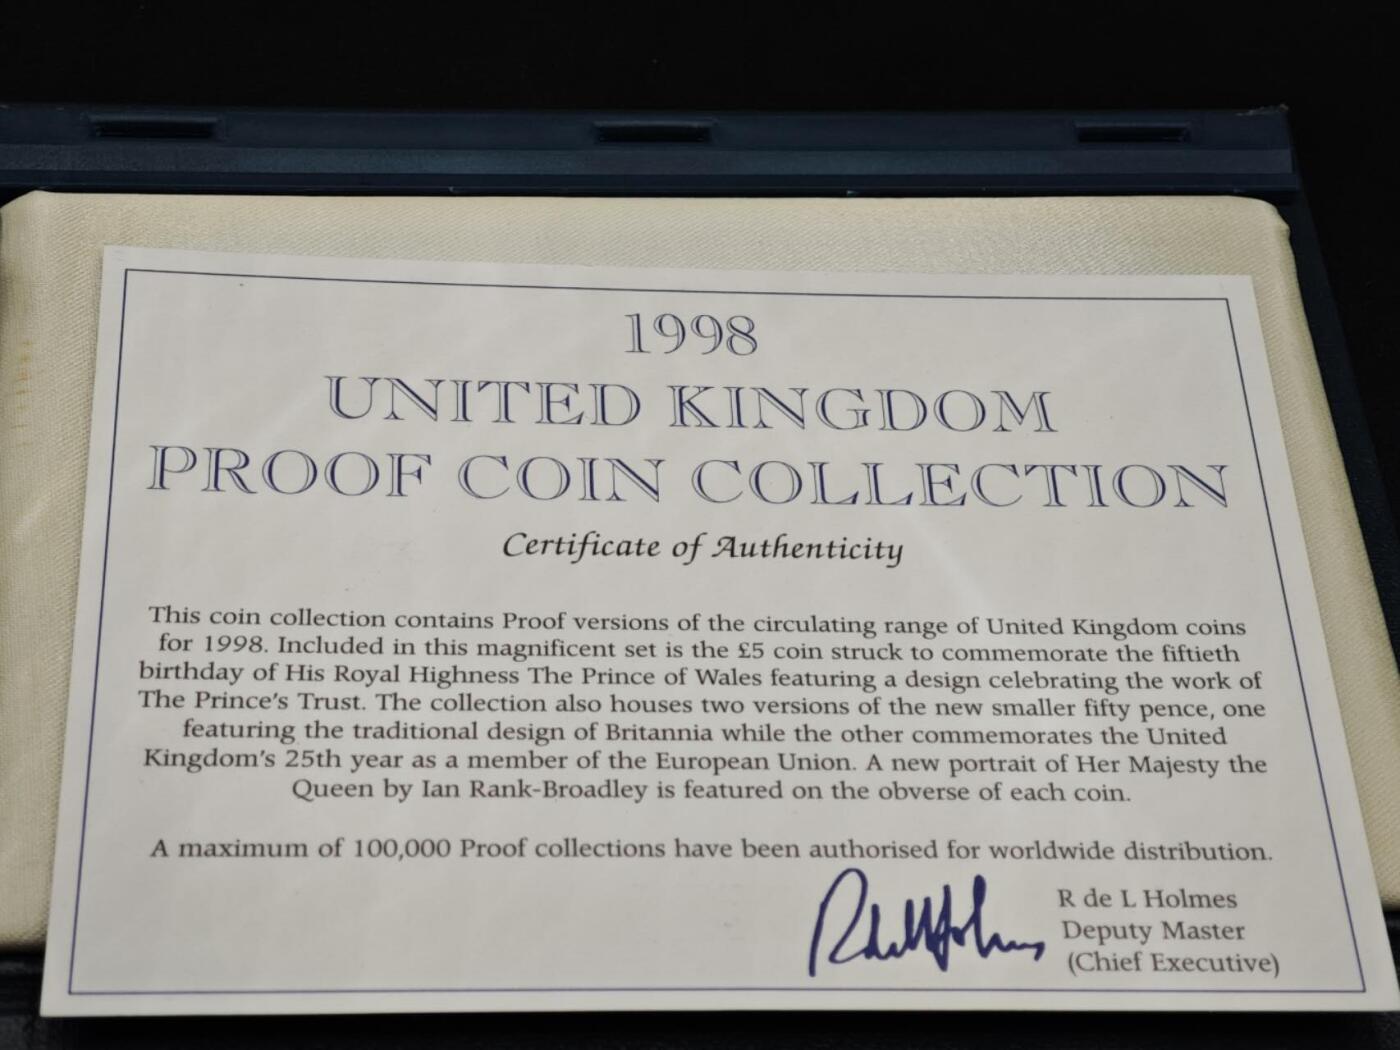 1998
UNITED KINGDOM
PROOF COIN COLLECTION
Certificate of Authenticity
This coin collection contains Proof versions of the circulating range of United Kingdom coins
for 1998. Included in this magnificent set is the £5 coin struck to commemorate the fiftieth
birthday of His Royal Highness The Prince of Wales featuring a design celebrating the work of
The Prince's Trust. The collection also houses two versions of the new smaller fifty pence, one
featuring the traditional design of Britannia while the other commemorates the United
Kingdom's 25th year as a member of the European Union. A new portrait of Her Majesty the
Queen by Ian Rank-Broadley is featured on the obverse of each coin.
A maximum of 100,000 Proof collections have been authorised for worldwide distribution.
R de L Holmes
R de L Holmes
Deputy Master
(Chief Executive)